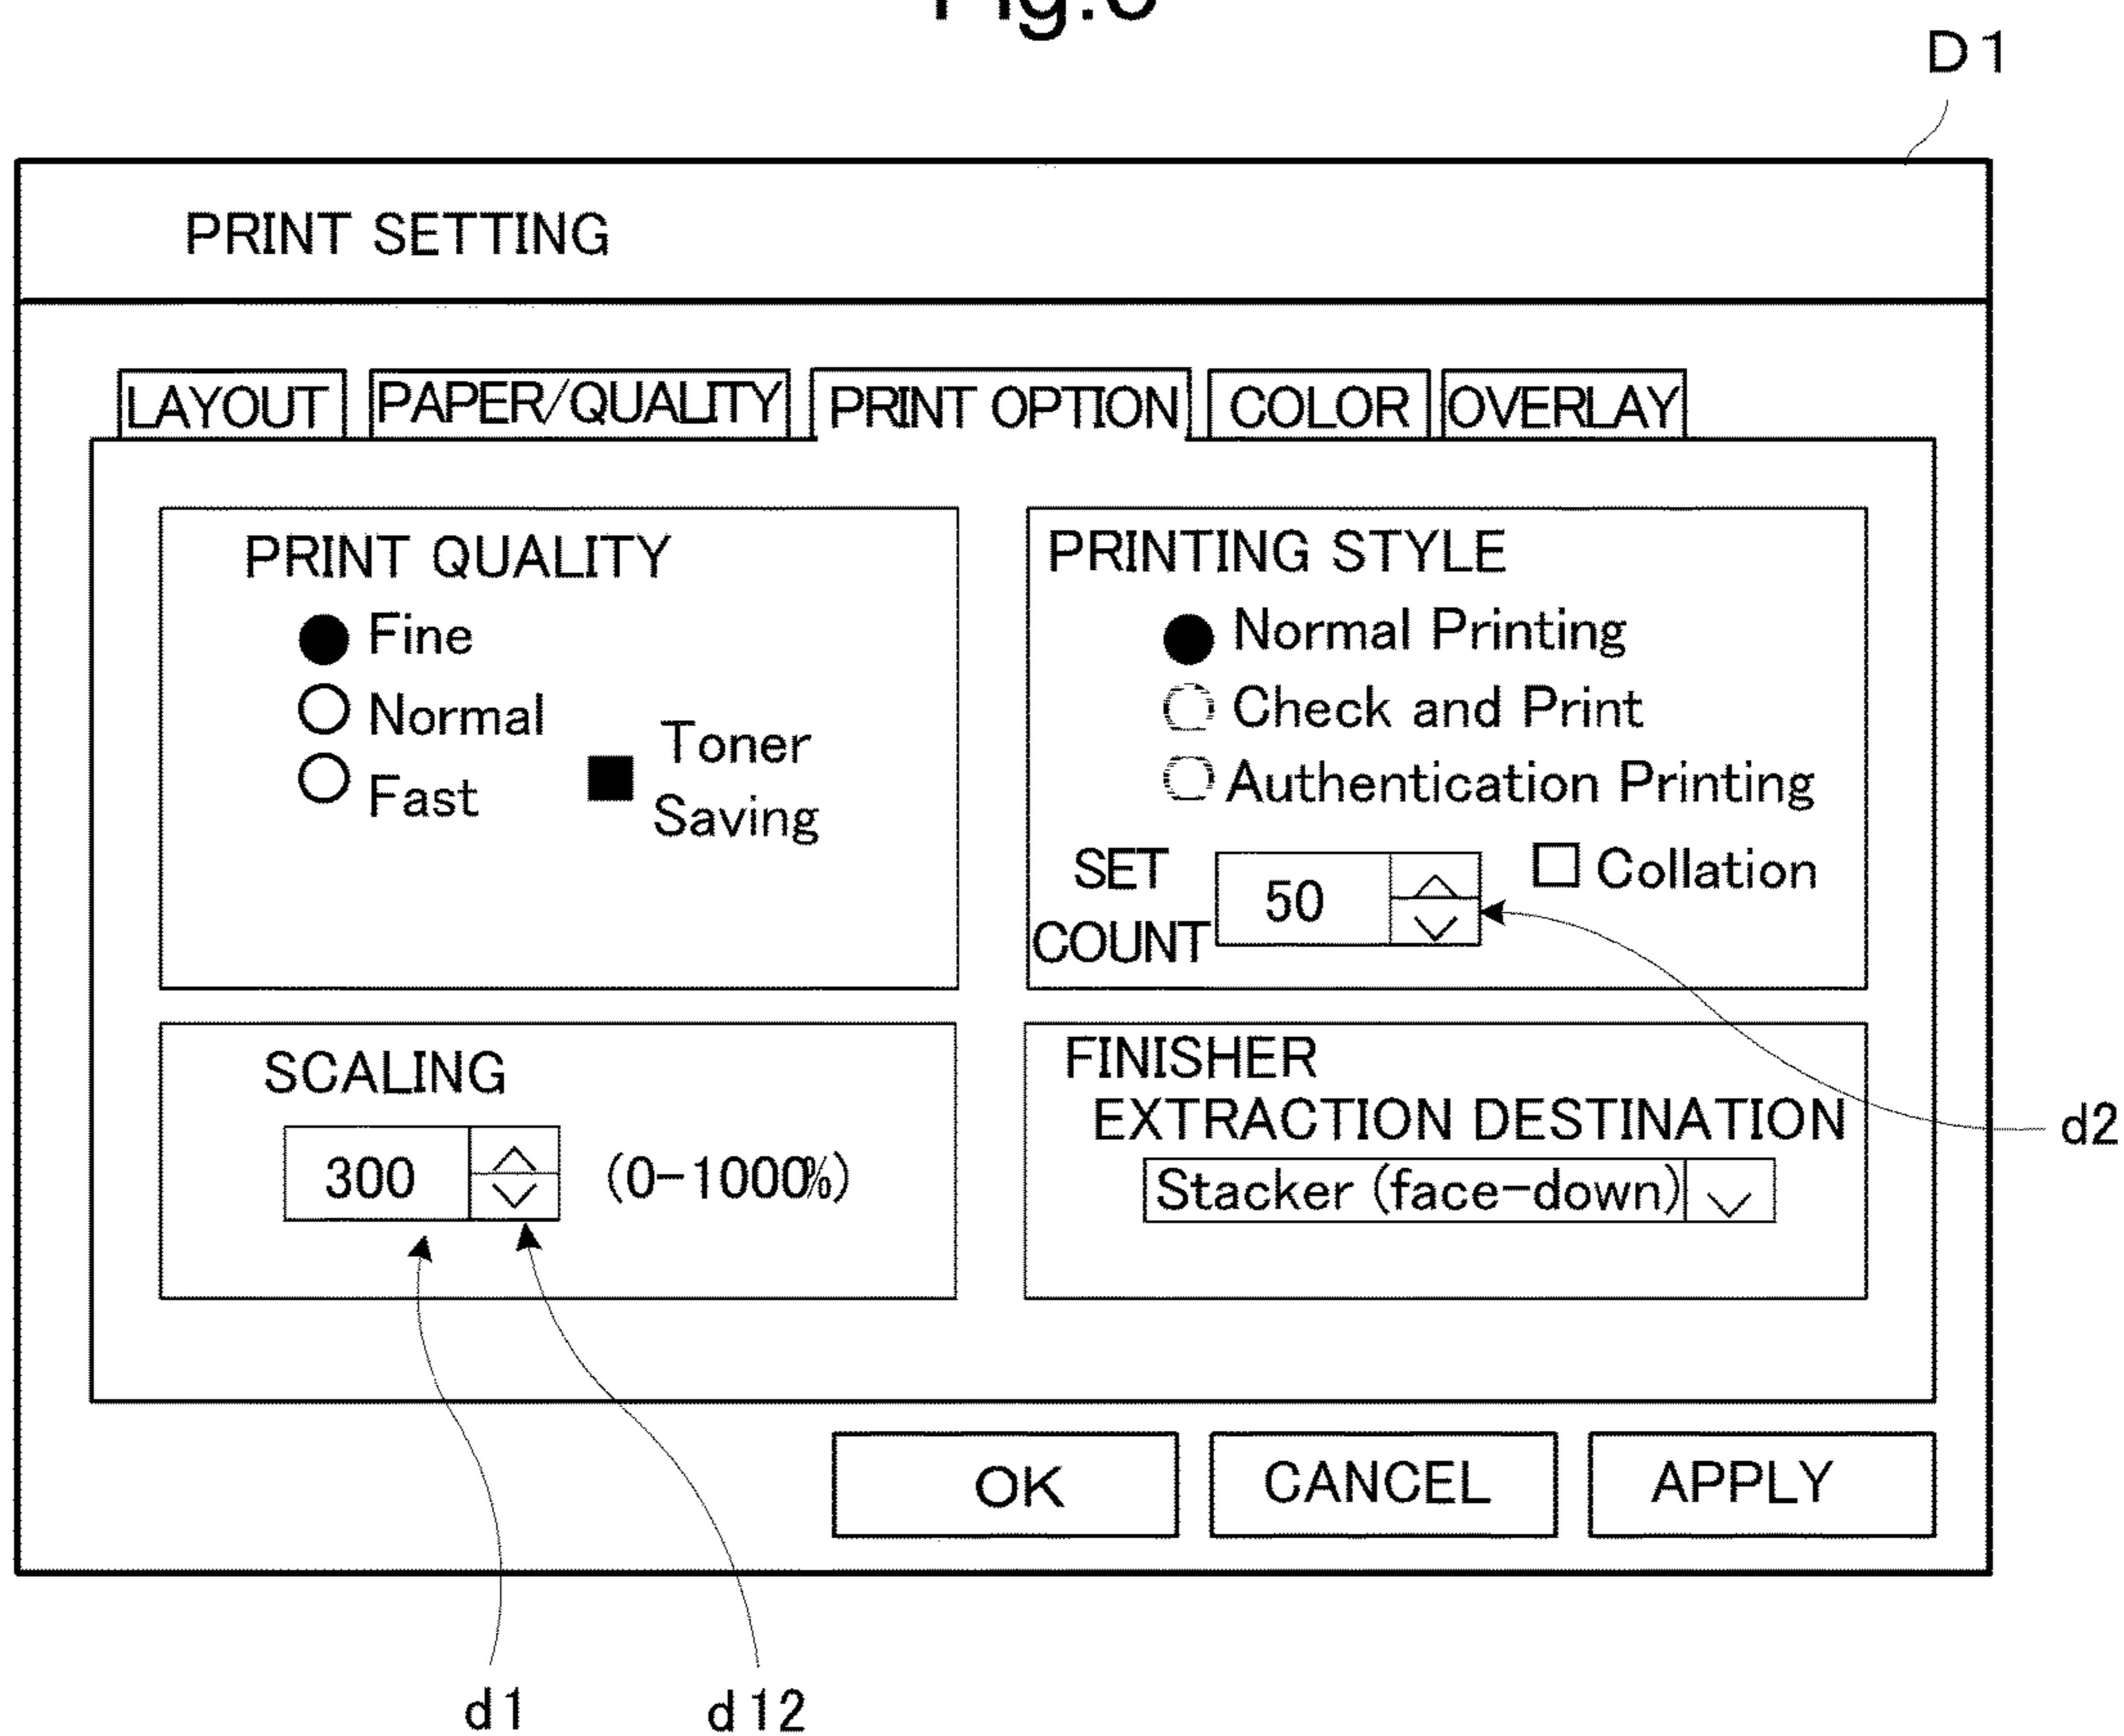 D1
PRINT SETTING
LAYOUT PAPER/QUALITY PRINT OPTION COLOR OVERLAY
PRINT QUALITY
Fine
Normal
Fast
Toner
Saving
PRINTING STYLE
Normal Printing
Check and Print
Authentication Printing
SET
COUNT
50
Collation
SCALING
300 (0-1000%)
FINISHER
EXTRACTION DESTINATION
Stacker (face-down)
d2
OK CANCEL APPLY
d1 d12